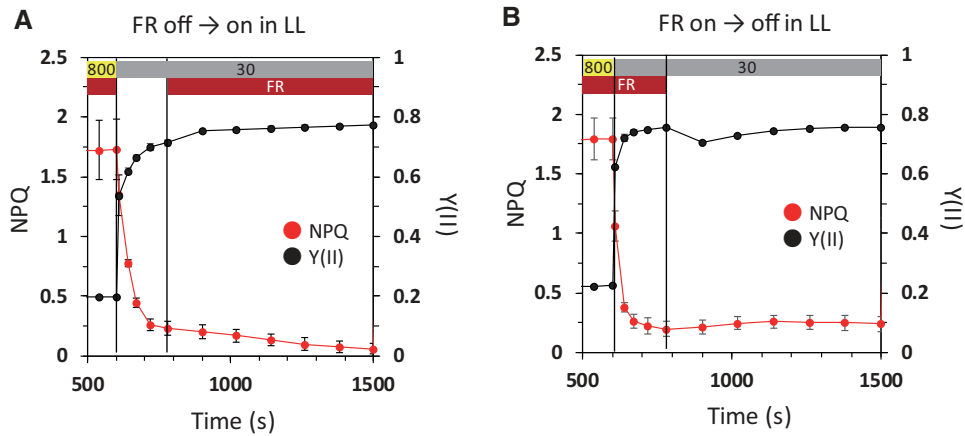 A
FR off → on in LL
2.5
2
1.5
1
0.5
0
NPQ
800
30
FR
NPQ
Y(II)
1
0.8
0.6
0.4
0.2
0
Y(II)
500
1000
1500
Time (s)
B
FR on → off in LL
2.5
2
1.5
1
0.5
0
NPQ
800
30
FR
NPQ
Y(II)
1
0.8
0.6
0.4
0.2
0
Y(II)
500
1000
1500
Time (s)